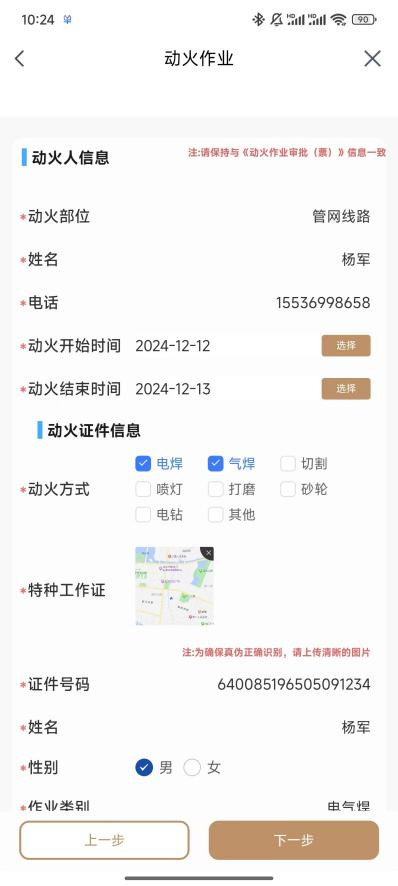 10:24
HD HD 90
动火作业
动火人信息 注:请保持与《动火作业审批（票）》信息一致
*动火部位 管网线路
*姓名 杨军
*电话 15536998658
*动火开始时间 2024-12-12 选择
*动火结束时间 2024-12-13 选择
动火证件信息
电焊 气焊 切割
*动火方式 喷灯 打磨 砂轮
电钻 其他
*特种工作证
注:为确保真伪正确识别，请上传清晰的图片
*证件号码 640085196505091234
*姓名 杨军
*性别 男 女
*作业类别 电气焊
上一步 下一步